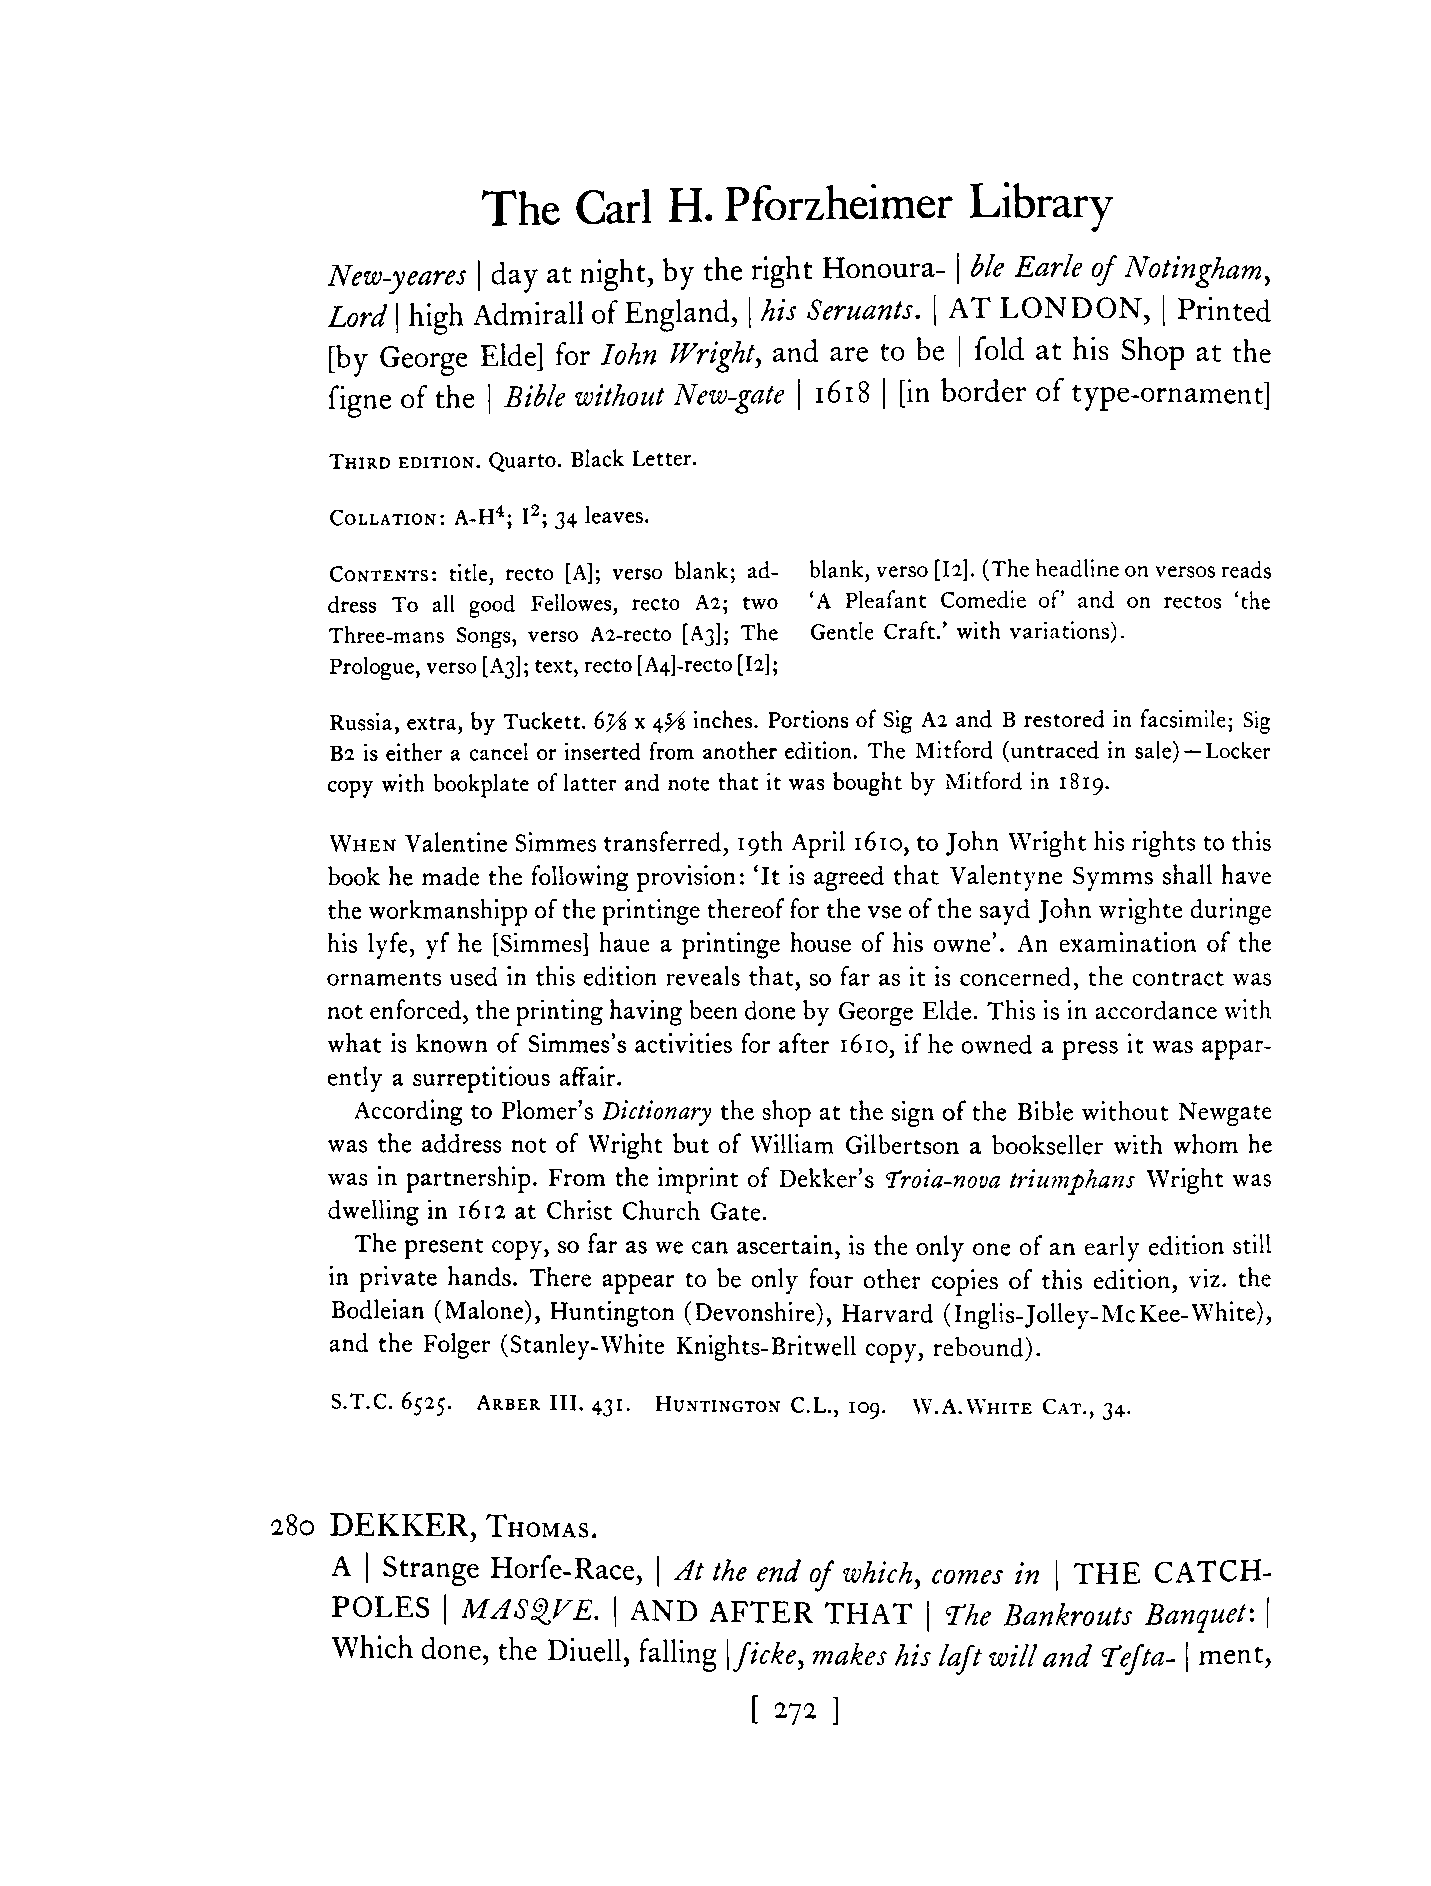 The Carl H. Pforzheimer Library
New-yeares | day at night, by the right Honoura- | ble Earle of Notingham,
Lord | high Admirall of England, | his Seruants. | AT LONDON, | Printed
[by George Elde] for Iohn Wright, and are to be | ſold at his Shop at the
ſigne of the | Bible without New-gate | 1618 | [in border of type-ornament]
THIRD EDITION. Quarto. Black Letter.
COLLATION: A-H⁴; I²; 34 leaves.
CONTENTS: title, recto [A]; verso blank; ad-
dress To all good Fellowes, recto A2; two
Three-mans Songs, verso A2-recto [A3]; The
Prologue, verso [A3]; text, recto [A4]-recto [I2];
blank, verso [I2]. (The headline on versos reads
‘A Pleaſant Comedie of’ and on rectos ‘the
Gentle Craft.’ with variations).
Russia, extra, by Tuckett. 6⅞ x 4⅝ inches. Portions of Sig A2 and B restored in facsimile; Sig
B2 is either a cancel or inserted from another edition. The Mitford (untraced in sale)—Locker
copy with bookplate of latter and note that it was bought by Mitford in 1819.
WHEN Valentine Simmes transferred, 19th April 1610, to John Wright his rights to this
book he made the following provision: ‘It is agreed that Valentyne Symms shall have
the workmanshipp of the printinge thereof for the vse of the sayd John wrighte duringe
his lyfe, yf he [Simmes] haue a printinge house of his owne’. An examination of the
ornaments used in this edition reveals that, so far as it is concerned, the contract was
not enforced, the printing having been done by George Elde. This is in accordance with
what is known of Simmes’s activities for after 1610, if he owned a press it was appar-
ently a surreptitious affair.
According to Plomer’s Dictionary the shop at the sign of the Bible without Newgate
was the address not of Wright but of William Gilbertson a bookseller with whom he
was in partnership. From the imprint of Dekker’s Troia-nova triumphans Wright was
dwelling in 1612 at Christ Church Gate.
The present copy, so far as we can ascertain, is the only one of an early edition still
in private hands. There appear to be only four other copies of this edition, viz. the
Bodleian (Malone), Huntington (Devonshire), Harvard (Inglis-Jolley-McKee-White),
and the Folger (Stanley-White Knights-Britwell copy, rebound).
S.T.C. 6525. ARBER III. 431. HUNTINGTON C.L., 109. W.A.WHITE CAT., 34.
280 DEKKER, THOMAS.
A | Strange Horſe-Race, | At the end of which, comes in | THE CATCH-
POLES | MASQVE. | AND AFTER THAT | The Bankrouts Banquet: |
Which done, the Diuell, falling | ſicke, makes his laſt will and Teſta- | ment,
[ 272 ]